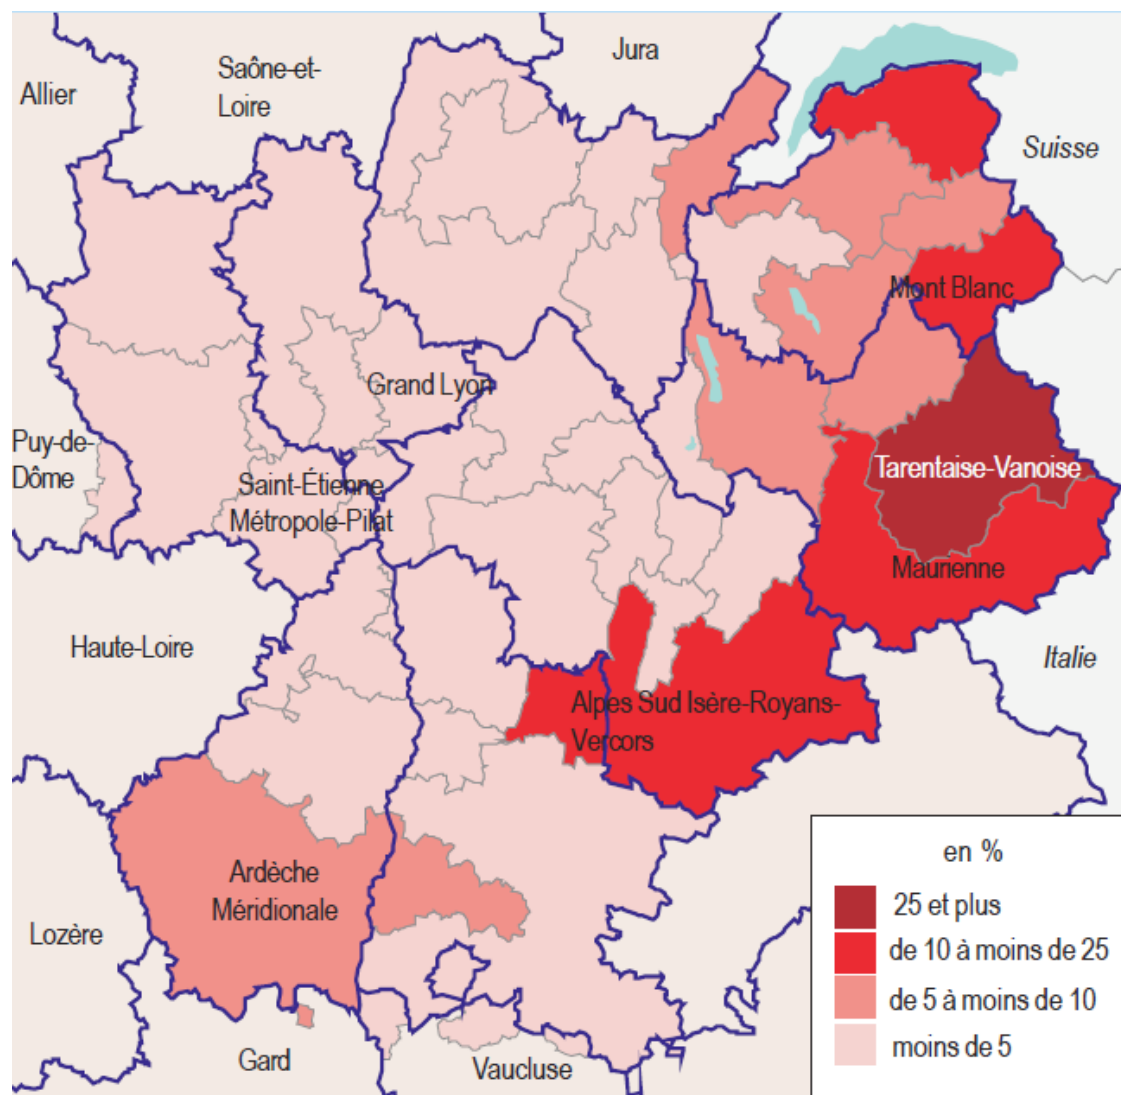 Jura
Saône-et-
Loire
Allier
Suisse
Mont Blanc
Grand Lyon
Puy-de-
Dôme
Tarentaise-Vanoise
Saint-Étienne
Métropole-Pilat
Maurienne
Haute-Loire
Italie
Alpes Sud Isère-Royans-
Vercors
Ardèche
Méridionale
Lozère
Gard
Vaucluse
en %
25 et plus
de 10 à moins de 25
de 5 à moins de 10
moins de 5